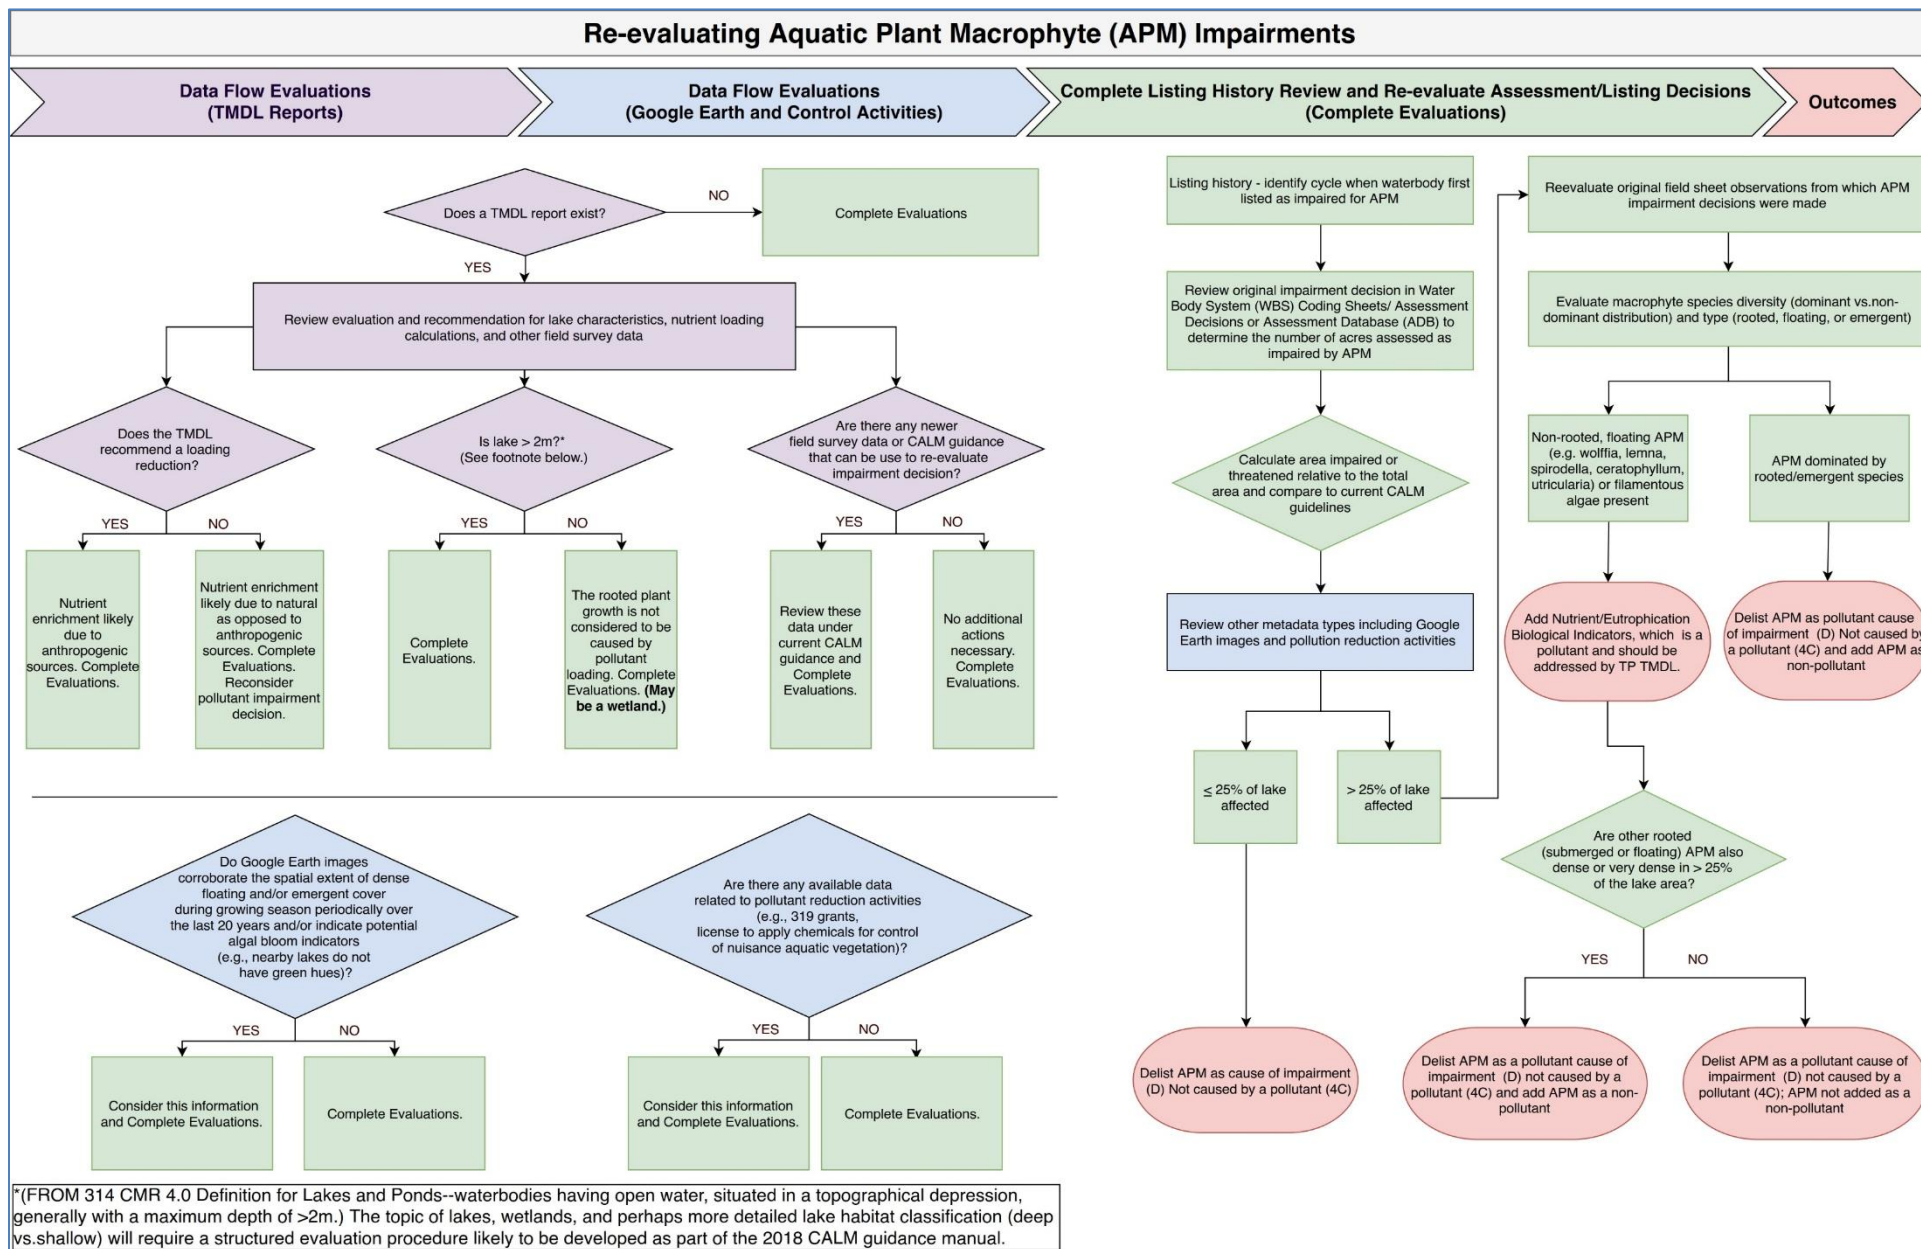 Re-evaluating Aquatic Plant Macrophyte (APM) Impairments
Data Flow Evaluations
(TMDL Reports)
Data Flow Evaluations
(Google Earth and Control Activities)
Complete Listing History Review and Re-evaluate Assessment/Listing Decisions
(Complete Evaluations)
Outcomes
Does a TMDL report exist?
NO
Complete Evaluations
YES
Review evaluation and recommendation for lake characteristics, nutrient loading
calculations, and other field survey data
Does the TMDL
recommend a loading
reduction?
YES
NO
Nutrient
enrichment likely
due to
anthropogenic
sources. Complete
Evaluations.
Nutrient enrichment
likely due to natural
as opposed to
anthropogenic
sources. Complete
Evaluations.
Reconsider
pollutant impairment
decision.
Is lake > 2m?*
(See footnote below.)
YES
NO
Complete
Evaluations.
The rooted plant
growth is not
considered to be
caused by
pollutant
loading. Complete
Evaluations. (May
be a wetland.)
Are there any newer
field survey data or CALM guidance
that can be use to re-evaluate
impairment decision?
YES
NO
Review these
data under
current CALM
guidance and
Complete
Evaluations.
No additional
actions
necessary.
Complete
Evaluations.
Do Google Earth images
corroborate the spatial extent of dense
floating and/or emergent cover
during growing season periodically over
the last 20 years and/or indicate potential
algal bloom indicators
(e.g., nearby lakes do not
have green hues)?
YES
NO
Consider this information
and Complete Evaluations.
Complete Evaluations.
Are there any available data
related to pollutant reduction activities
(e.g., 319 grants,
license to apply chemicals for control
of nuisance aquatic vegetation)?
YES
NO
Consider this information
and Complete Evaluations.
Complete Evaluations.
*(FROM 314 CMR 4.0 Definition for Lakes and Ponds--waterbodies having open water, situated in a topographical depression,
generally with a maximum depth of >2m.) The topic of lakes, wetlands, and perhaps more detailed lake habitat classification (deep
vs.shallow) will require a structured evaluation procedure likely to be developed as part of the 2018 CALM guidance manual.
Listing history - identify cycle when waterbody first
listed as impaired for APM
Review original impairment decision in Water
Body System (WBS) Coding Sheets/ Assessment
Decisions or Assessment Database (ADB) to
determine the number of acres assessed as
impaired by APM
Calculate area impaired or
threatened relative to the total
area and compare to current CALM
guidelines
Review other metadata types including Google
Earth images and pollution reduction activities
≤ 25% of lake
affected
> 25% of lake
affected
Delist APM as cause of impairment
(D) Not caused by a pollutant (4C)
Reevaluate original field sheet observations from which APM
impairment decisions were made
Evaluate macrophyte species diversity (dominant vs.non-
dominant distribution) and type (rooted, floating, or emergent)
Non-rooted, floating APM
(e.g. wolffia, lemna,
spirodella, ceratophyllum,
utricularia) or filamentous
algae present
APM dominated by
rooted/emergent species
Add Nutrient/Eutrophication
Biological Indicators, which is a
pollutant and should be
addressed by TP TMDL.
Delist APM as pollutant cause
of impairment (D) Not caused by
a pollutant (4C) and add APM as
non-pollutant
Are other rooted
(submerged or floating) APM also
dense or very dense in > 25%
of the lake area?
YES
NO
Delist APM as a pollutant cause of
impairment (D) not caused by a
pollutant (4C) and add APM as a non-
pollutant
Delist APM as a pollutant cause of
impairment (D) not caused by a
pollutant (4C); APM not added as a
non-pollutant